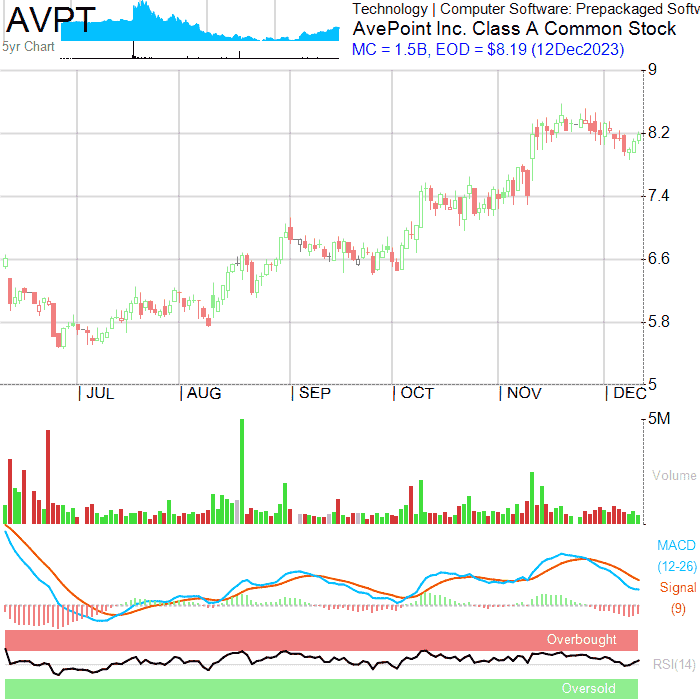 AVPT
5yr Chart
Technology | Computer Software: Prepackaged Softw
AvePoint Inc. Class A Common Stock
MC = 1.5B, EOD = $8.19 (12Dec2023)
9
8.2
7.4
6.6
5.8
5
| JUL | AUG | SEP | OCT | NOV | DEC
5M
Volume
MACD
(12-26)
Signal
(9)
Overbought
RSI(14)
Oversold